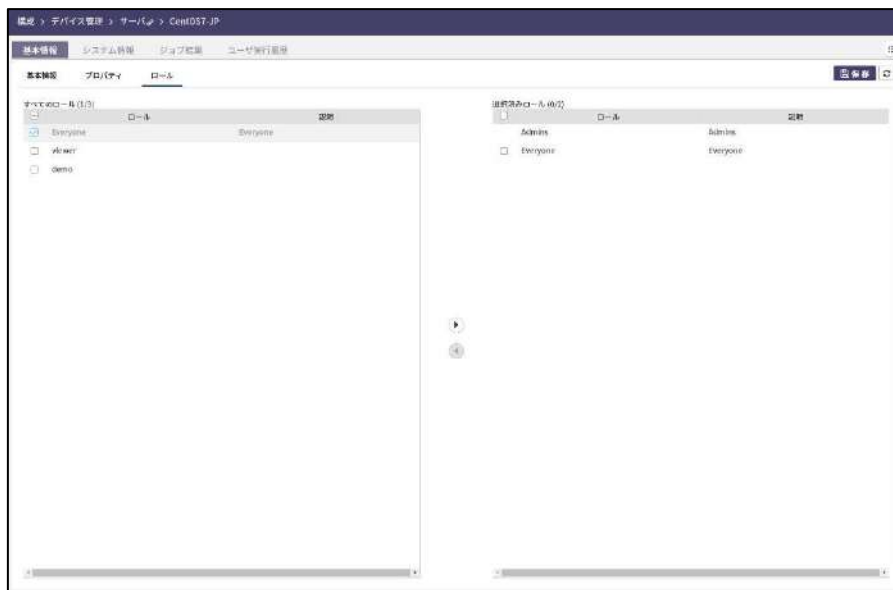 構成 > デバイス管理 > サーバ > CentOS7-JP
基本情報 システム情報 ジョブ概集 ユーザ実行履歴
基本情報 プロパティ ロール 保存
すべてのロール (1/3) 選択済みロール (0/2)
ロール 説明 ロール 説明
Everyone Everyone Admins Admins
viewer Everyone Everyone
demo